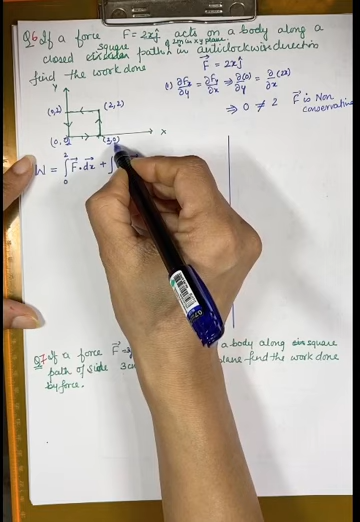 Q6 If a force F = 2xĵ acts on a body along a
square of 2m in xy plane.
closed path in anticlockwise direction
find the work done
F⃗ = 2xĵ
(i) ∂Fx/∂y = ∂Fy/∂x ⇒ ∂(0)/∂y = ∂(2x)/∂x
⇒ 0 ≠ 2 F⃗ is Non conservative
Y
(0,2) (2,2)
(0,0) (2,0) X
W = ∫₀² F⃗.dx⃗ + ∫
Q7 If a force F⃗ = a body along square
path of side 3 plane find the work done
by force.